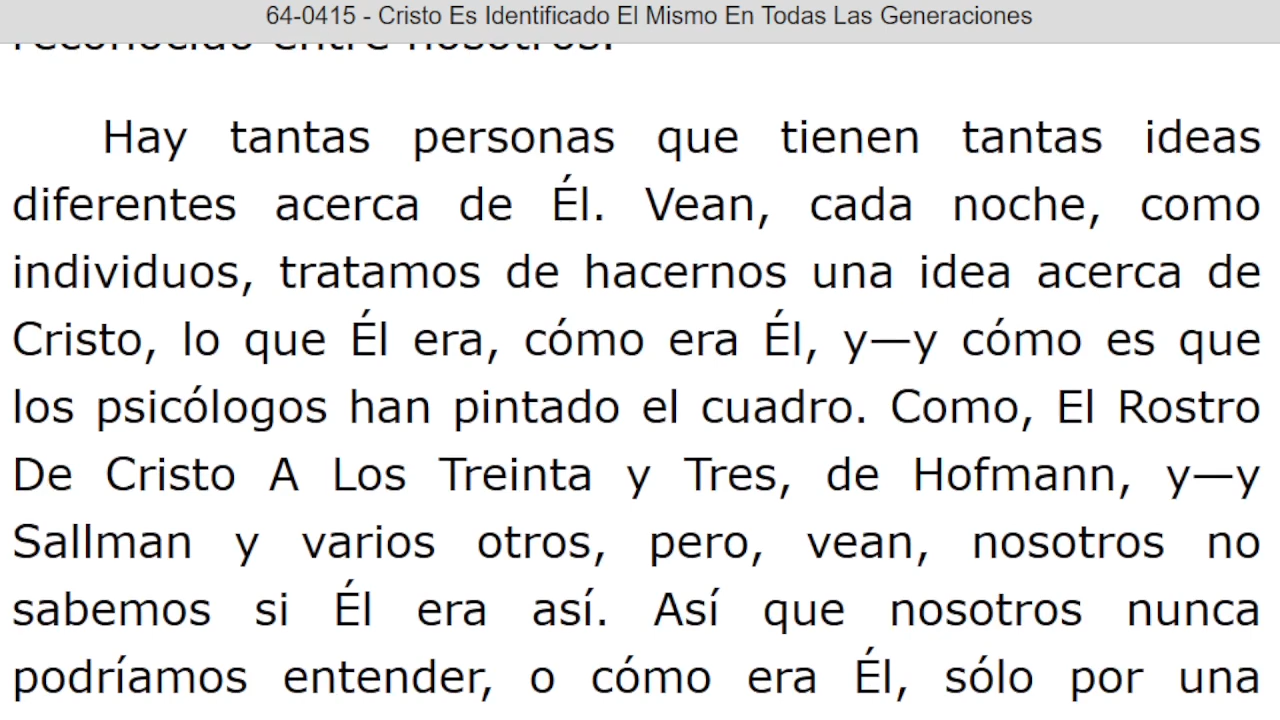 64-0415 - Cristo Es Identificado El Mismo En Todas Las Generaciones
reconocido entre nosotros.
Hay tantas personas que tienen tantas ideas
diferentes acerca de Él. Vean, cada noche, como
individuos, tratamos de hacernos una idea acerca de
Cristo, lo que Él era, cómo era Él, y—y cómo es que
los psicólogos han pintado el cuadro. Como, El Rostro
De Cristo A Los Treinta y Tres, de Hofmann, y—y
Sallman y varios otros, pero, vean, nosotros no
sabemos si Él era así. Así que nosotros nunca
podríamos entender, o cómo era Él, sólo por una